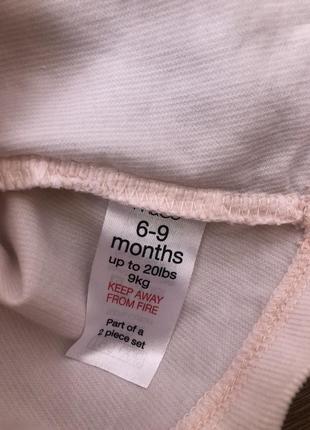 6-9
months
up to 20lbs
9kg
KEEP AWAY
FROM FIRE
Part of a
2 piece set